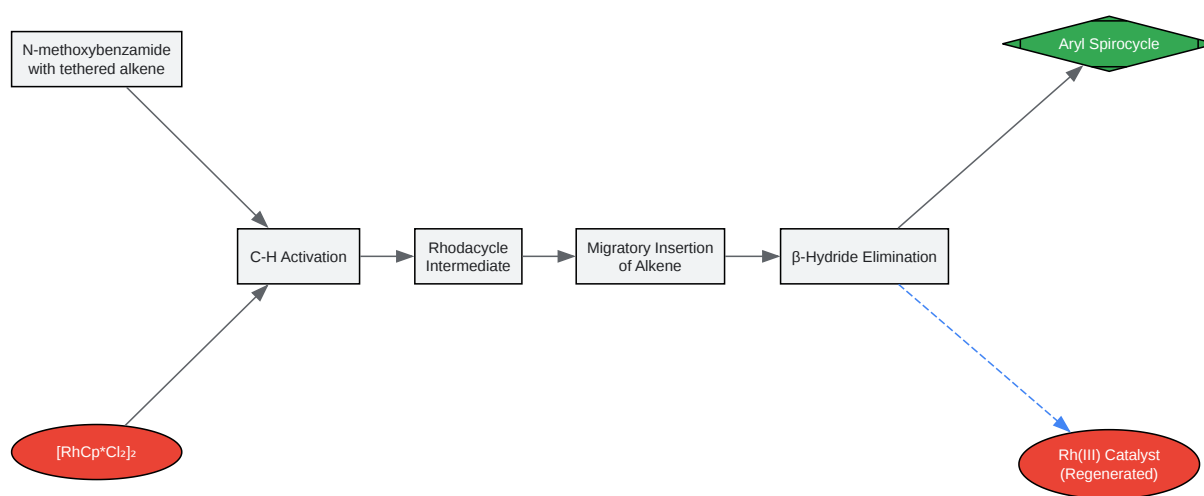 N-methoxybenzamide
with tethered alkene
Aryl Spirocycle
C-H Activation
Rhodacycle
Intermediate
Migratory Insertion
of Alkene
β-Hydride Elimination
[RhCp*Cl₂]₂
Rh(III) Catalyst
(Regenerated)